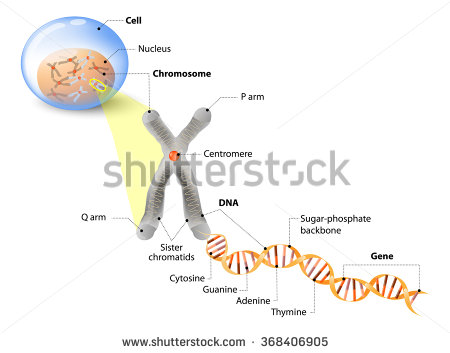 Cell
Nucleus
Chromosome
P arm
Centromere
shutterstock
Q arm
Sister
chromatids
DNA
Sugar-phosphate
backbone
Gene
Cytosine
Guanine
Adenine
Thymine
www.shutterstock.com · 368406905